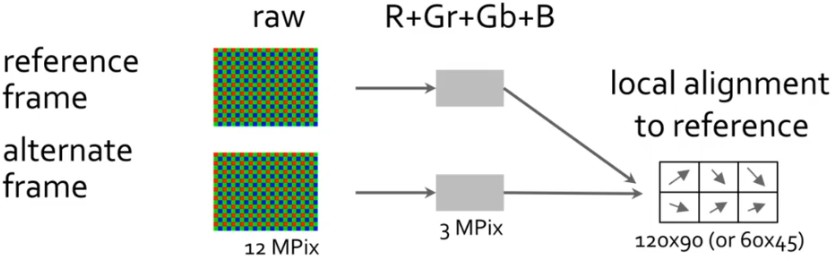 raw
R+Gr+Gb+B
reference
frame
alternate
frame
12 MPix
3 MPix
local alignment
to reference
120x90 (or 60x45)